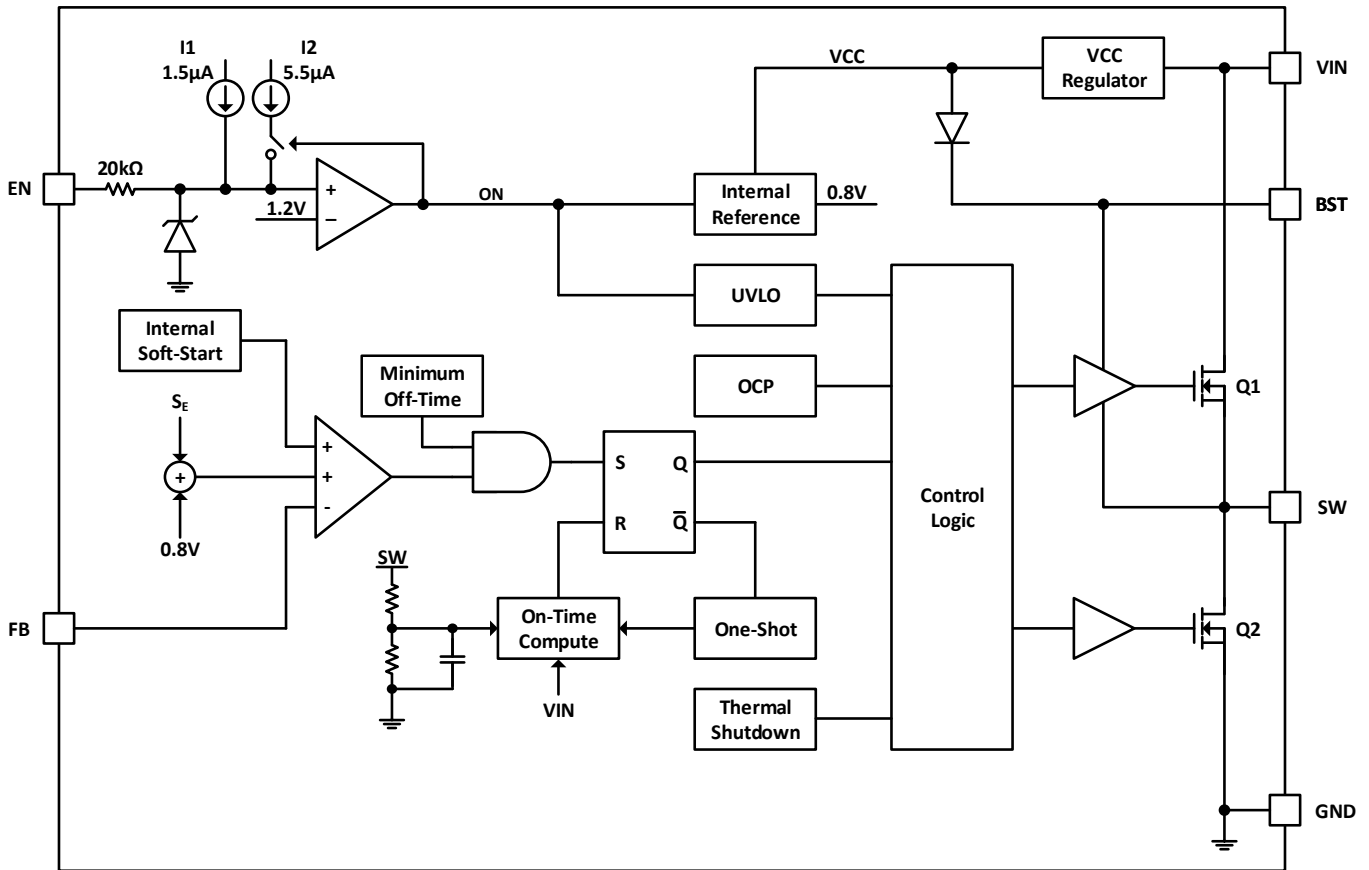 I1
1.5µA
I2
5.5µA
VCC
VCC
Regulator
VIN
EN
20kΩ
+
1.2V
−
ON
Internal
Reference
0.8V
BST
UVLO
Internal
Soft-Start
Minimum
Off-Time
OCP
Q1
SE
+
+
+
-
0.8V
S
Q
R
Q̅
Control
Logic
SW
SW
FB
On-Time
Compute
One-Shot
Q2
VIN
Thermal
Shutdown
GND